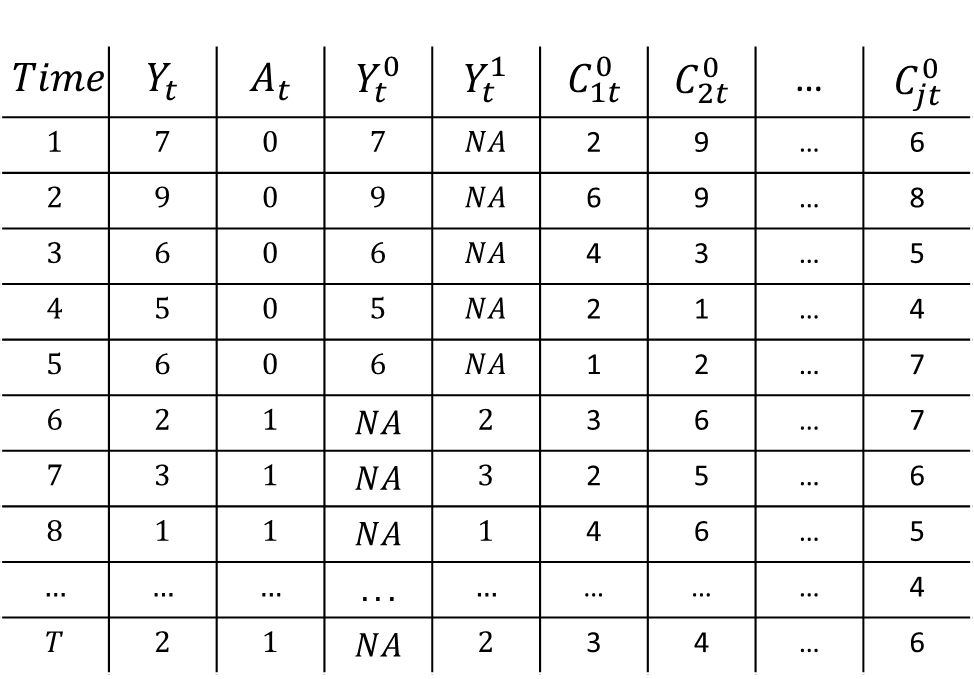 Time Y_t A_t Y_t^0 Y_t^1 C_{1t}^0 C_{2t}^0 ... C_{jt}^0
1 7 0 7 NA 2 9 ... 6
2 9 0 9 NA 6 9 ... 8
3 6 0 6 NA 4 3 ... 5
4 5 0 5 NA 2 1 ... 4
5 6 0 6 NA 1 2 ... 7
6 2 1 NA 2 3 6 ... 7
7 3 1 NA 3 2 5 ... 6
8 1 1 NA 1 4 6 ... 5
... ... ... ... ... ... ... ... 4
T 2 1 NA 2 3 4 ... 6